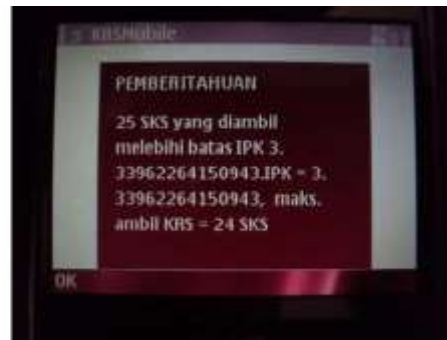 KRSMobile
PEMBERITAHUAN
25 SKS yang diambil
melebihi batas IPK 3.
33962264150943.IPK = 3.
33962264150943, maks.
ambil KRS = 24 SKS
OK